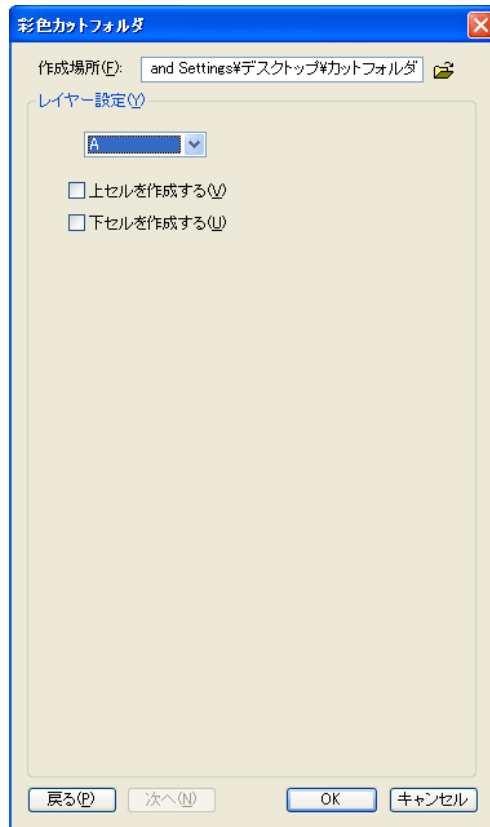 彩色カットフォルダ
作成場所(F): and Settings¥デスクトップ¥カットフォルダ
レイヤー設定(Y)
A
上セルを作成する(V)
下セルを作成する(U)
戻る(P) 次へ(N) OK キャンセル